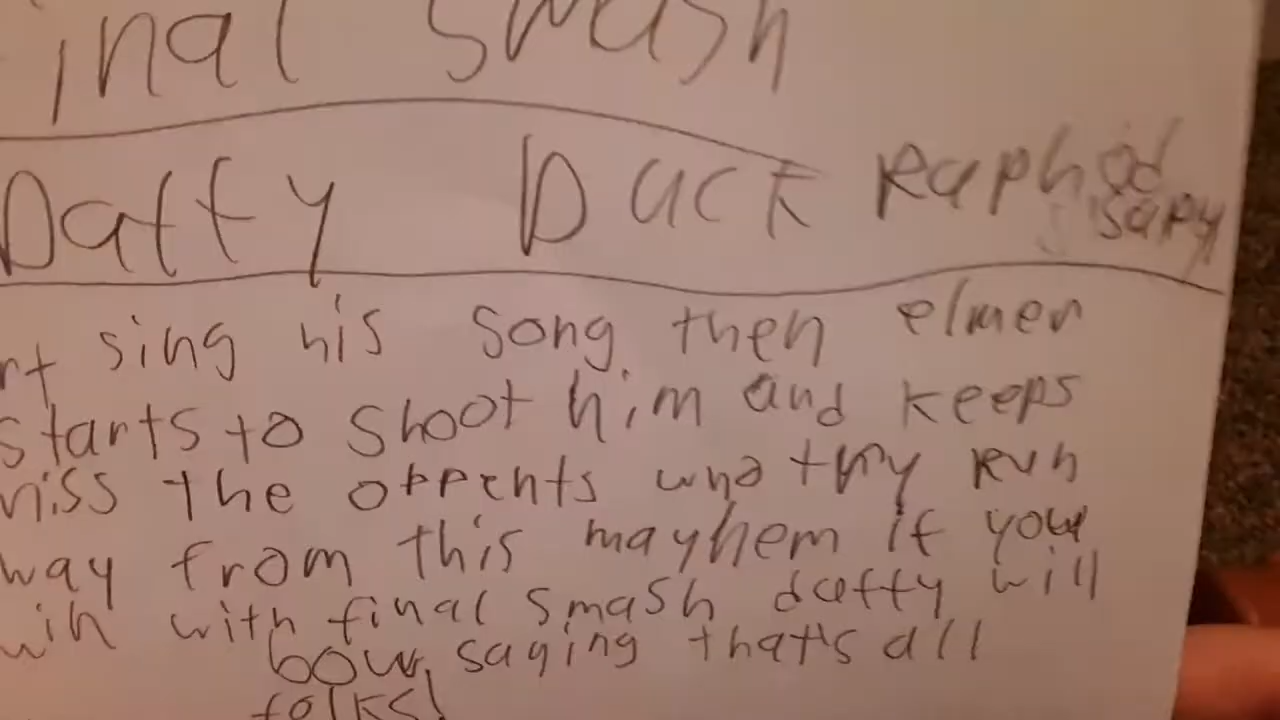 inal smash
Daffy Duck Raphod
sapy
rt sing his song then elmer
starts to shoot him and keeps
miss the oppents who try run
way from this mayhem if you
win with final smash daffy will
bow saying that's all
folks!